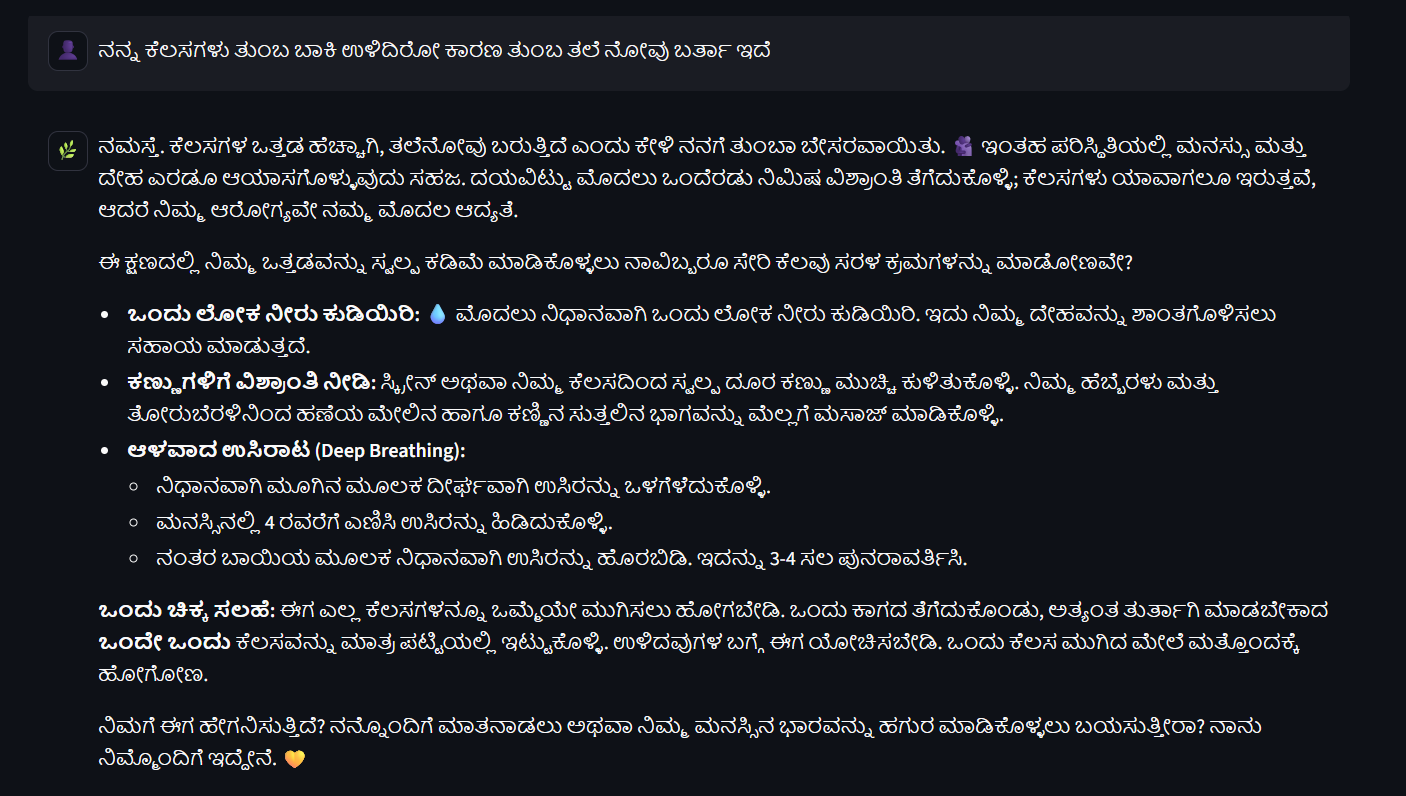 ನನ್ನ ಕೆಲಸಗಳು ತುಂಬ ಬಾಕಿ ಉಳಿದಿರೋ ಕಾರಣ ತುಂಬ ತಲೆ ನೋವು ಬರ್ತಾ ಇದೆ
ನಮಸ್ತೆ. ಕೆಲಸಗಳ ಒತ್ತಡ ಹೆಚ್ಚಾಗಿ, ತಲೆನೋವು ಬರುತ್ತಿದೆ ಎಂದು ಕೇಳಿ ನನಗೆ ತುಂಬಾ ಬೇಸರವಾಯಿತು. 🫂 ಇಂತಹ ಪರಿಸ್ಥಿತಿಯಲ್ಲಿ ಮನಸ್ಸು ಮತ್ತು
ದೇಹ ಎರಡೂ ಆಯಾಸಗೊಳ್ಳುವುದು ಸಹಜ. ದಯವಿಟ್ಟು ಮೊದಲು ಒಂದೆರಡು ನಿಮಿಷ ವಿಶ್ರಾಂತಿ ತೆಗೆದುಕೊಳ್ಳಿ; ಕೆಲಸಗಳು ಯಾವಾಗಲೂ ಇರುತ್ತವೆ,
ಆದರೆ ನಿಮ್ಮ ಆರೋಗ್ಯವೇ ನಮ್ಮ ಮೊದಲ ಆದ್ಯತೆ.
ಈ ಕ್ಷಣದಲ್ಲಿ ನಿಮ್ಮ ಒತ್ತಡವನ್ನು ಸ್ವಲ್ಪ ಕಡಿಮೆ ಮಾಡಿಕೊಳ್ಳಲು ನಾವಿಬ್ಬರೂ ಸೇರಿ ಕೆಲವು ಸರಳ ಕ್ರಮಗಳನ್ನು ಮಾಡೋಣವೇ?
• ಒಂದು ಲೋಕ ನೀರು ಕುಡಿಯಿರಿ: 💧 ಮೊದಲು ನಿಧಾನವಾಗಿ ಒಂದು ಲೋಕ ನೀರು ಕುಡಿಯಿರಿ. ಇದು ನಿಮ್ಮ ದೇಹವನ್ನು ಶಾಂತಗೊಳಿಸಲು
ಸಹಾಯ ಮಾಡುತ್ತದೆ.
• ಕಣ್ಣುಗಳಿಗೆ ವಿಶ್ರಾಂತಿ ನೀಡಿ: ಸ್ಕ್ರೀನ್ ಅಥವಾ ನಿಮ್ಮ ಕೆಲಸದಿಂದ ಸ್ವಲ್ಪ ದೂರ ಕಣ್ಣು ಮುಚ್ಚಿ ಕುಳಿತುಕೊಳ್ಳಿ. ನಿಮ್ಮ ಹೆಬ್ಬೆರಳು ಮತ್ತು
ತೋರುಬೆರಳಿನಿಂದ ಹಣೆಯ ಮೇಲಿನ ಹಾಗೂ ಕಣ್ಣಿನ ಸುತ್ತಲಿನ ಭಾಗವನ್ನು ಮೆಲ್ಲಗೆ ಮಸಾಜ್ ಮಾಡಿಕೊಳ್ಳಿ.
• ಆಳವಾದ ಉಸಿರಾಟ (Deep Breathing):
◦ ನಿಧಾನವಾಗಿ ಮೂಗಿನ ಮೂಲಕ ದೀರ್ಘವಾಗಿ ಉಸಿರನ್ನು ಒಳಗೆಳೆದುಕೊಳ್ಳಿ.
◦ ಮನಸ್ಸಿನಲ್ಲಿ 4 ರವರೆಗೆ ಎಣಿಸಿ ಉಸಿರನ್ನು ಹಿಡಿದುಕೊಳ್ಳಿ.
◦ ನಂತರ ಬಾಯಿಯ ಮೂಲಕ ನಿಧಾನವಾಗಿ ಉಸಿರನ್ನು ಹೊರಬಿಡಿ. ಇದನ್ನು 3-4 ಸಲ ಪುನರಾವರ್ತಿಸಿ.
ಒಂದು ಚಿಕ್ಕ ಸಲಹೆ: ಈಗ ಎಲ್ಲ ಕೆಲಸಗಳನ್ನೂ ಒಮ್ಮೆಯೇ ಮುಗಿಸಲು ಹೋಗಬೇಡಿ. ಒಂದು ಕಾಗದ ತೆಗೆದುಕೊಂಡು, ಅತ್ಯಂತ ತುರ್ತಾಗಿ ಮಾಡಬೇಕಾದ
ಒಂದೇ ಒಂದು ಕೆಲಸವನ್ನು ಮಾತ್ರ ಪಟ್ಟಿಯಲ್ಲಿ ಇಟ್ಟುಕೊಳ್ಳಿ. ಉಳಿದವುಗಳ ಬಗ್ಗೆ ಈಗ ಯೋಚಿಸಬೇಡಿ. ಒಂದು ಕೆಲಸ ಮುಗಿದ ಮೇಲೆ ಮತ್ತೊಂದಕ್ಕೆ
ಹೋಗೋಣ.
ನಿಮಗೆ ಈಗ ಹೇಗನಿಸುತ್ತಿದೆ? ನನ್ನೊಂದಿಗೆ ಮಾತನಾಡಲು ಅಥವಾ ನಿಮ್ಮ ಮನಸ್ಸಿನ ಭಾರವನ್ನು ಹಗುರ ಮಾಡಿಕೊಳ್ಳಲು ಬಯಸುತ್ತೀರಾ? ನಾನು
ನಿಮ್ಮೊಂದಿಗೆ ಇದ್ದೇನೆ. 💛